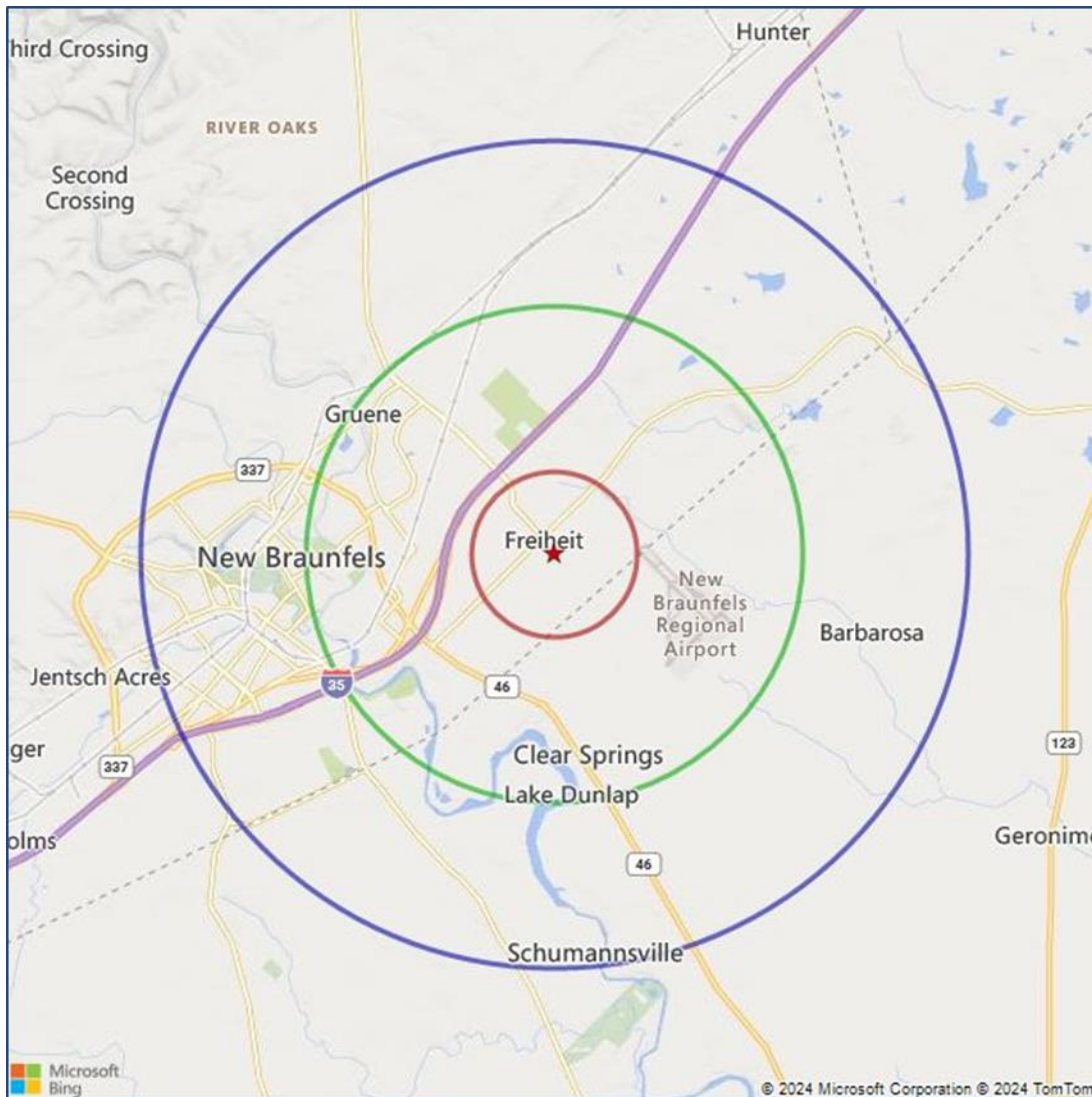 Hunter
hird Crossing
RIVER OAKS
Second
Crossing
Gruene
337
Freiheit
New Braunfels
New
Braunfels
Regional
Airport
Barbarosa
Jentsch Acres
35
46
123
ger
Clear Springs
337
Lake Dunlap
olms
Geronimo
46
Schumannsville
Microsoft
Bing
© 2024 Microsoft Corporation © 2024 TomTom